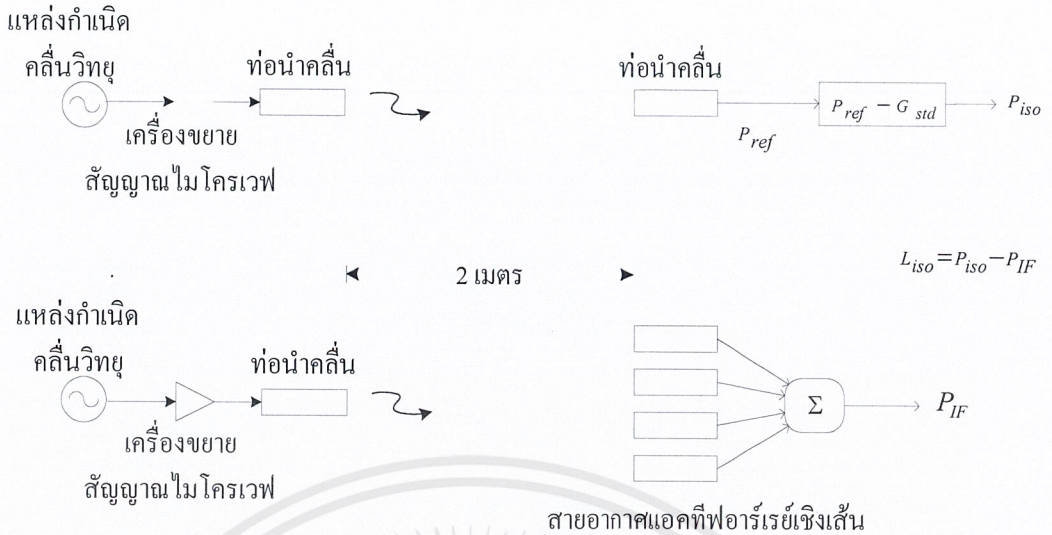 แหล่งกำเนิด
คลื่นวิทยุ
ท่อนำคลื่น
ท่อนำคลื่น
เครื่องขยาย
สัญญาณไมโครเวฟ
P_ref
P_ref − G_std
P_iso
2 เมตร
L_iso=P_iso−P_IF
แหล่งกำเนิด
คลื่นวิทยุ
ท่อนำคลื่น
เครื่องขยาย
สัญญาณไมโครเวฟ
Σ
P_IF
สายอากาศแอคทีฟอาร์เรย์เชิงเส้น